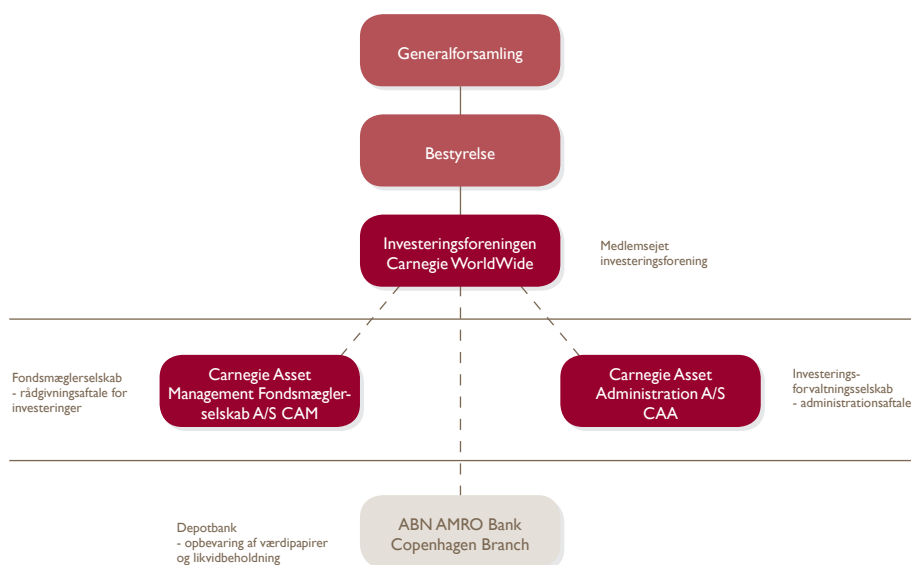 Generalforsamling
Bestyrelse
Investeringsforeningen
Carnegie WorldWide
Medlemsejet
investeringsforening
Fondsmæglerselskab
- rådgivningsaftale for
investeringer
Carnegie Asset
Management Fondsmægler-
selskab A/S CAM
Carnegie Asset
Administration A/S
CAA
Investerings-
forvaltningsselskab
- administrationsaftale
Depotbank
- opbevaring af værdipapirer
og likvidbeholdning
ABN AMRO Bank
Copenhagen Branch